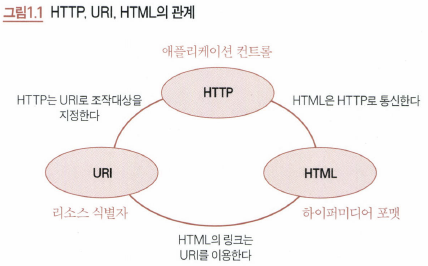 그림1.1 HTTP, URI, HTML의 관계
애플리케이션 컨트롤
HTTP
HTTP는 URI로 조작대상을
지정한다
HTML은 HTTP로 통신한다
URI
HTML
리소스 식별자
하이퍼미디어 포맷
HTML의 링크는
URI를 이용한다